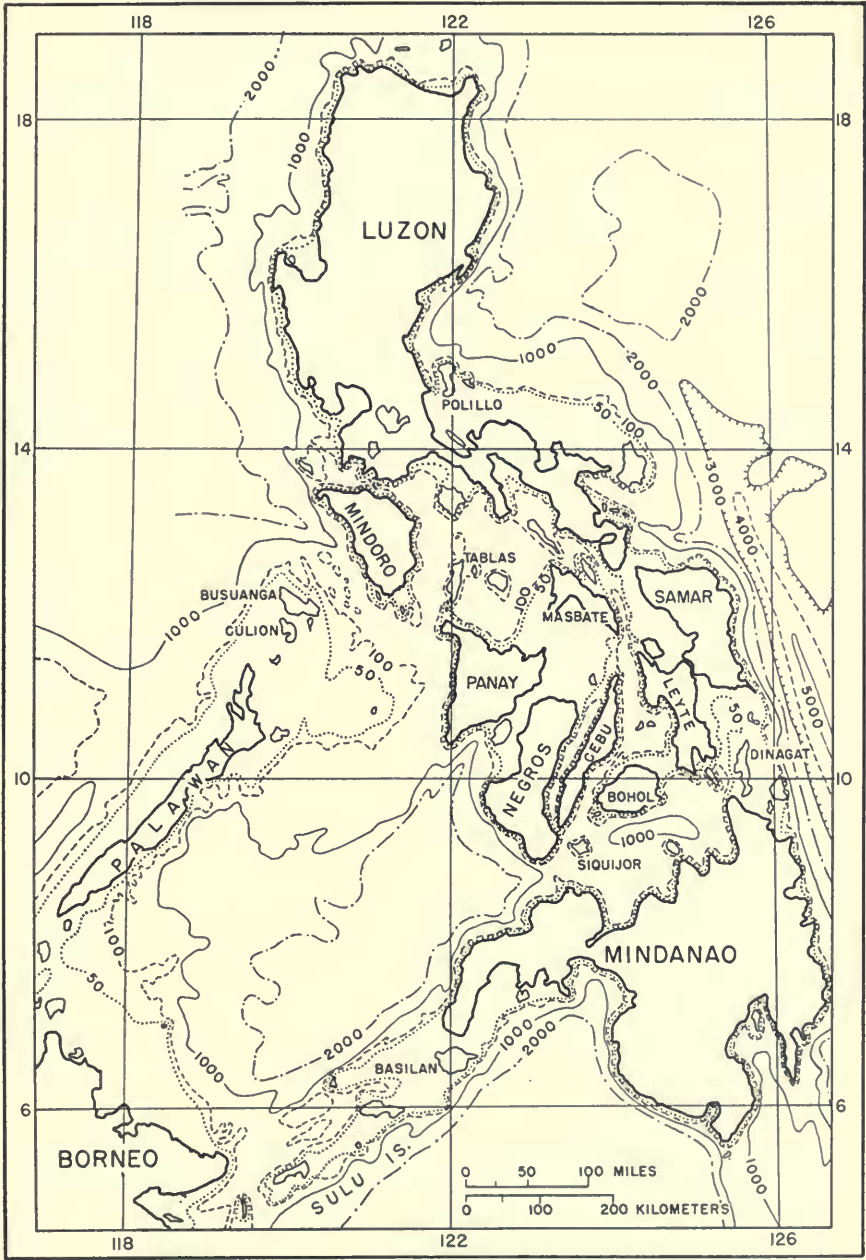 118 122 126
2000
1000
18 18
LUZON
2000
1000
2000
POLILLO
50 100
14 14
3000
4000
MINDORO
TABLAS
100 50
BUSUANGA
SAMAR
CULION
MASBATE
1000
100
50
PANAY
LEYTE
5000
50
CEBU
DINAGAT
NEGROS
10 10
PALAWAN
BOHOL
1000
SIQUIJOR
100
MINDANAO
50
1000
2000
1000
2000
BASILAN
6 6
BORNEO
SULU IS.
1000
0 50 100 MILES
0 100 200 KILOMETERS
118 122 126